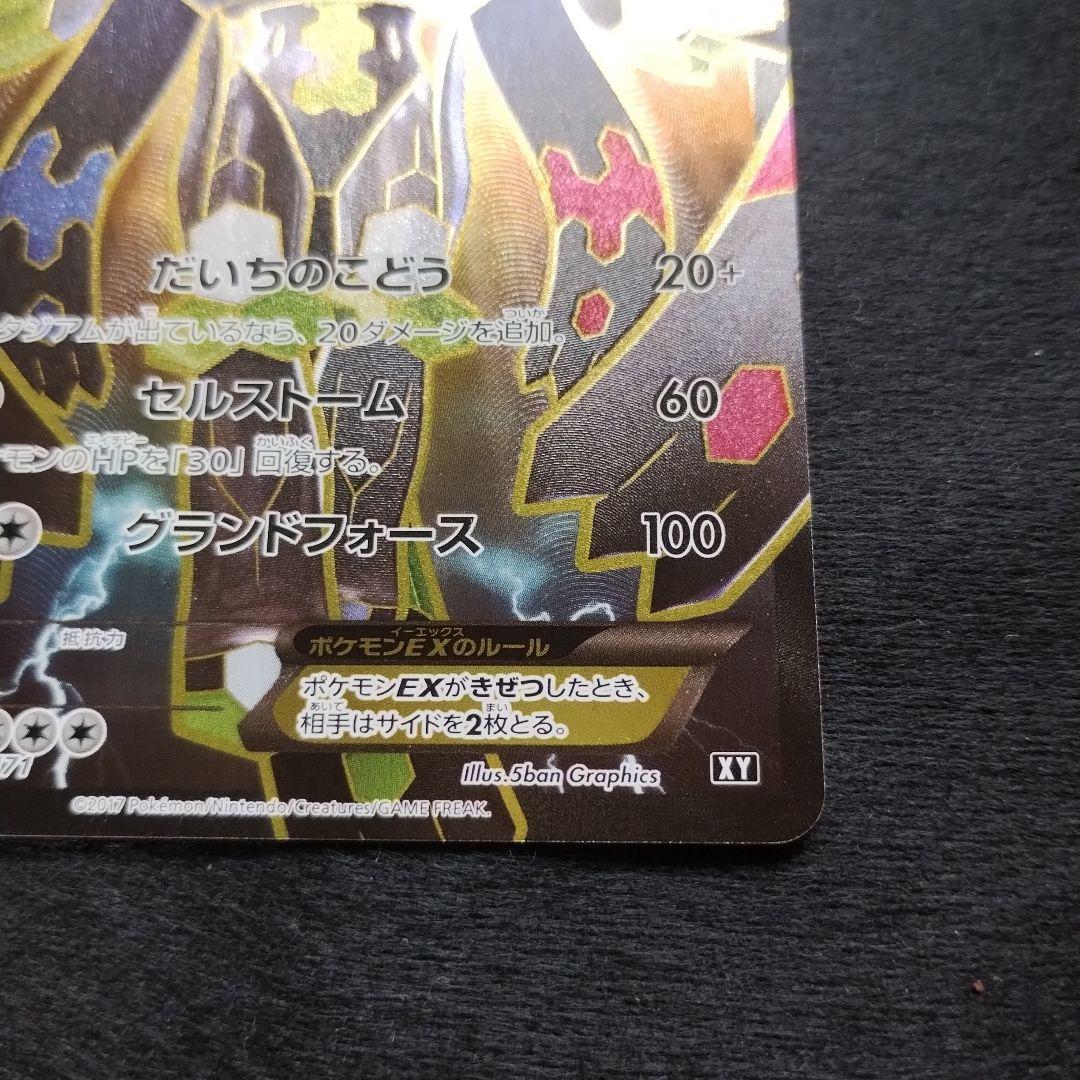 だいちのこどう 20+
タジアムが出ているなら、20ダメージを追加。
セルストーム 60
モンのHPを「30」回復する。
グランドフォース 100
抵抗力
ポケモンEXのルール
ポケモンEXがきぜつしたとき、
相手はサイドを2枚とる。
171
Illus.5ban Graphics XY
©2017 Pokémon/Nintendo/Creatures/GAME FREAK.